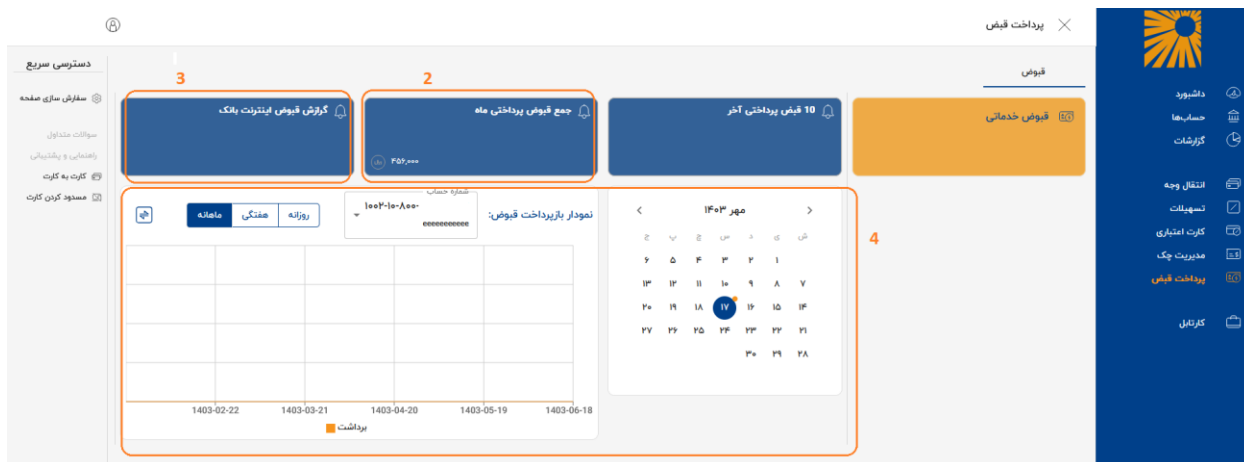 پرداخت قبض
داشبورد
حساب‌ها
گزارشات
انتقال وجه
تسهیلات
کارت اعتباری
مدیریت چک
پرداخت قبض
کارتابل
قبوض
قبوض خدماتی
10 قبض پرداختی آخر
2
جمع قبوض پرداختی ماه
۴۵۶,۰۰۰
3
گزارش قبوض اینترنت بانک
4
مهر ۱۴۰۳
ش ی د س چ پ ج
۱ ۲ ۳ ۴ ۵ ۶
۷ ۸ ۹ ۱۰ ۱۱ ۱۲ ۱۳
۱۴ ۱۵ ۱۶ ۱۷ ۱۸ ۱۹ ۲۰
۲۱ ۲۲ ۲۳ ۲۴ ۲۵ ۲۶ ۲۷
۲۸ ۲۹ ۳۰
نمودار بازپرداخت قبوض:
شماره حساب
۱۰۰۲-۱۰-۸۰۰-
eeeeeeeeeee
روزانه هفتگی ماهانه
1403-02-22 1403-03-21 1403-04-20 1403-05-19 1403-06-18
برداشت
دسترسی سریع
سفارش سازی صفحه
سوالات متداول
راهنمایی و پشتیبانی
کارت به کارت
مسدود کردن کارت